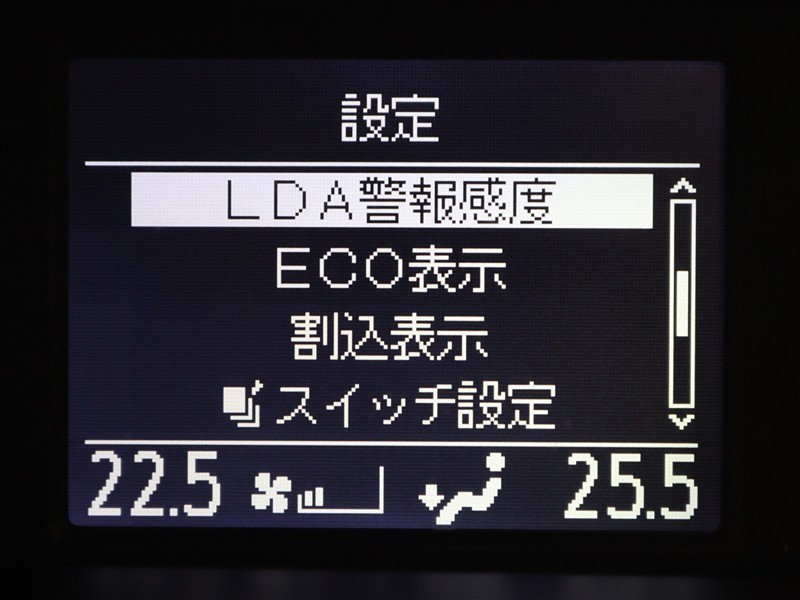 設定
LDA警報感度
ECO表示
割込表示
スイッチ設定
22.5 25.5